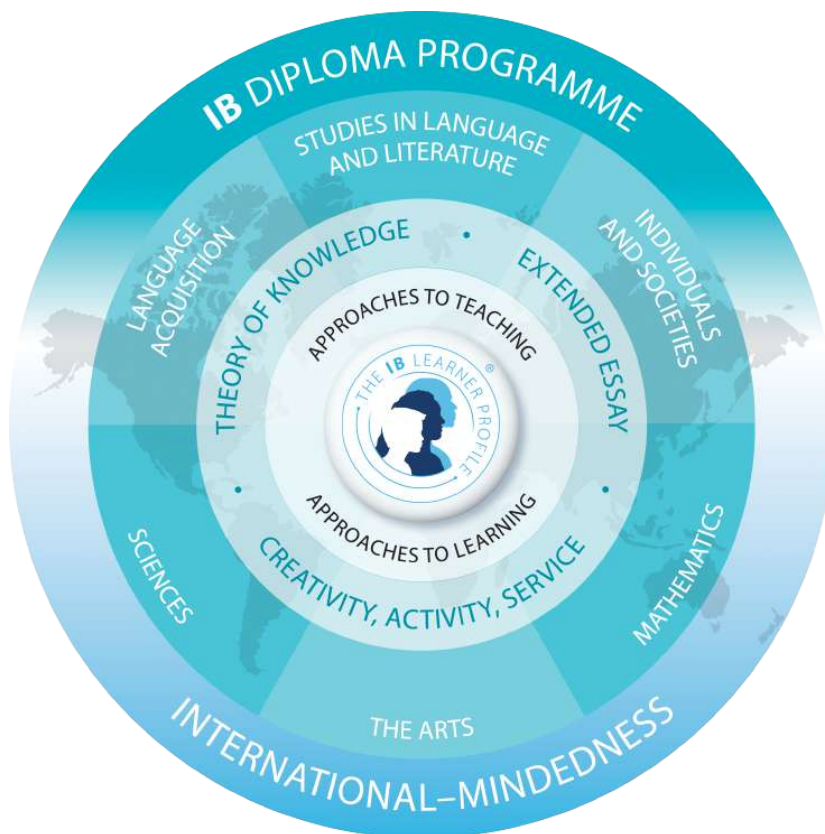 IB DIPLOMA PROGRAMME
STUDIES IN LANGUAGE
AND LITERATURE
LANGUAGE
ACQUISITION
INDIVIDUALS
AND SOCIETIES
THEORY OF KNOWLEDGE •
EXTENDED ESSAY •
APPROACHES TO TEACHING
THE IB LEARNER PROFILE ®
APPROACHES TO LEARNING
CREATIVITY, ACTIVITY, SERVICE •
SCIENCES
MATHEMATICS
THE ARTS
INTERNATIONAL–MINDEDNESS